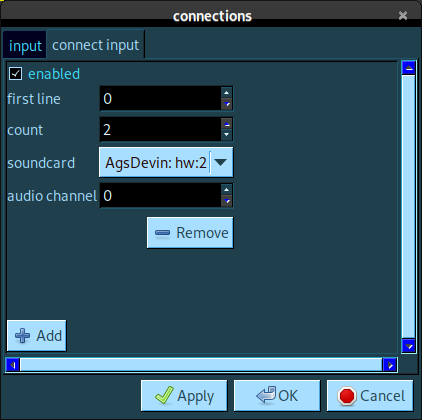 connections
input connect input
enabled
first line 0
count 2
soundcard AgsDevin: hw:2
audio channel 0
Remove
Add
Apply OK Cancel